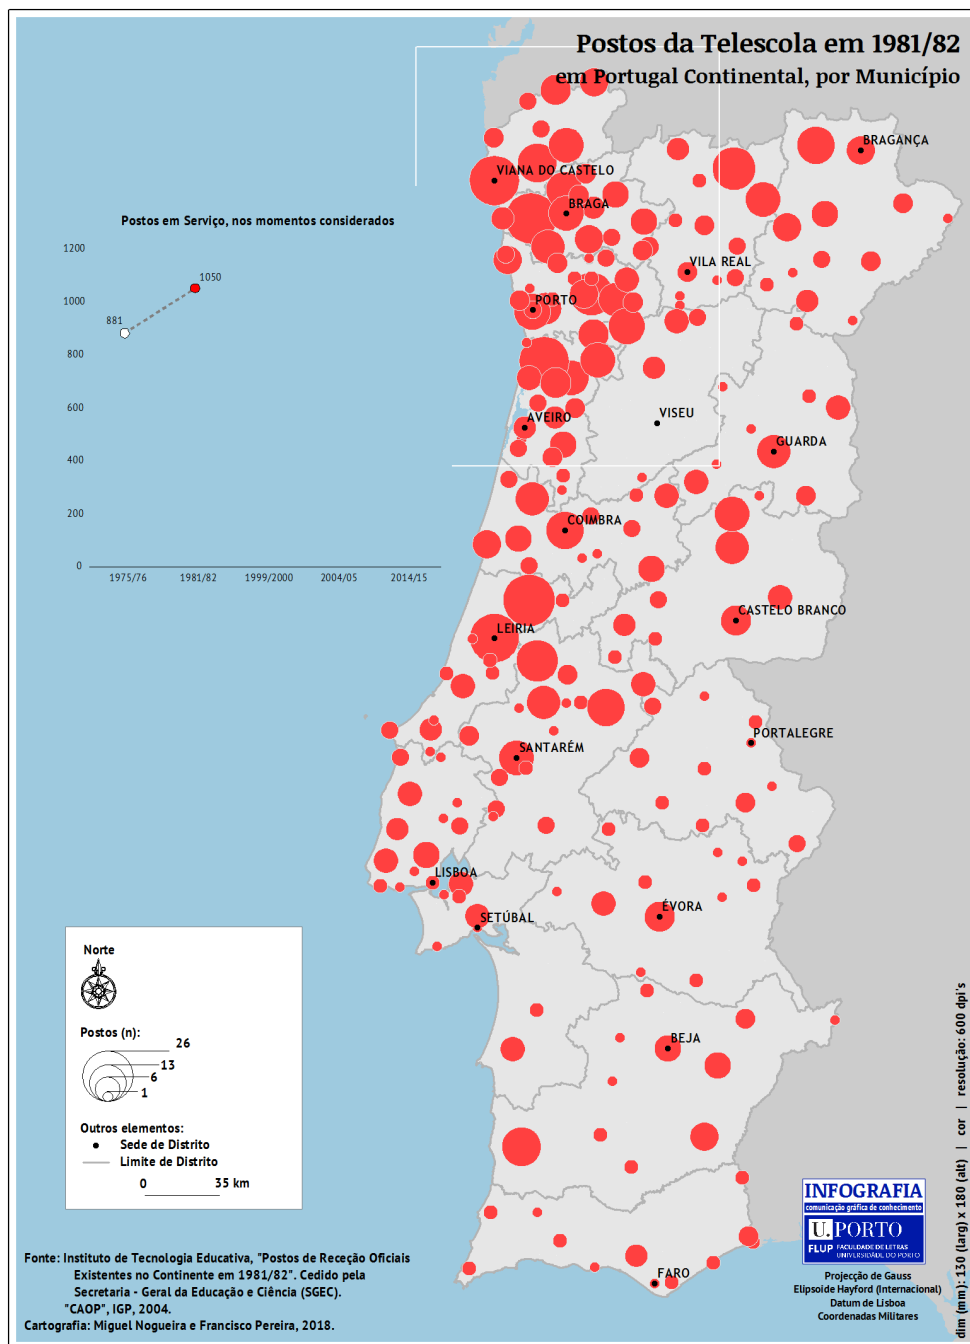 Postos da Telescola em 1981/82
em Portugal Continental, por Município
BRAGANÇA
VIANA DO CASTELO
BRAGA
Postos em Serviço, nos momentos considerados
1200
1050
1000
881
800
600
400
200
0
1975/76 1981/82 1999/2000 2004/05 2014/15
VILA REAL
PORTO
AVEIRO
VISEU
GUARDA
COIMBRA
CASTELO BRANCO
LEIRIA
PORTALEGRE
SANTARÉM
LISBOA
ÉVORA
SETÚBAL
BEJA
FARO
Norte
Postos (n):
26
13
6
1
Outros elementos:
Sede de Distrito
Limite de Distrito
0 35 km
Fonte: Instituto de Tecnologia Educativa, "Postos de Receção Oficiais
Existentes no Continente em 1981/82". Cedido pela
Secretaria - Geral da Educação e Ciência (SGEC).
"CAOP", IGP, 2004.
Cartografia: Miguel Nogueira e Francisco Pereira, 2018.
INFOGRAFIA
comunicação gráfica de conhecimento
U. PORTO
FLUP FACULDADE DE LETRAS
UNIVERSIDADE DO PORTO
Projecção de Gauss
Elipsoide Hayford (Internacional)
Datum de Lisboa
Coordenadas Militares
dim (mm): 130 (larg) x 180 (alt) | cor | resolução: 600 dpi's